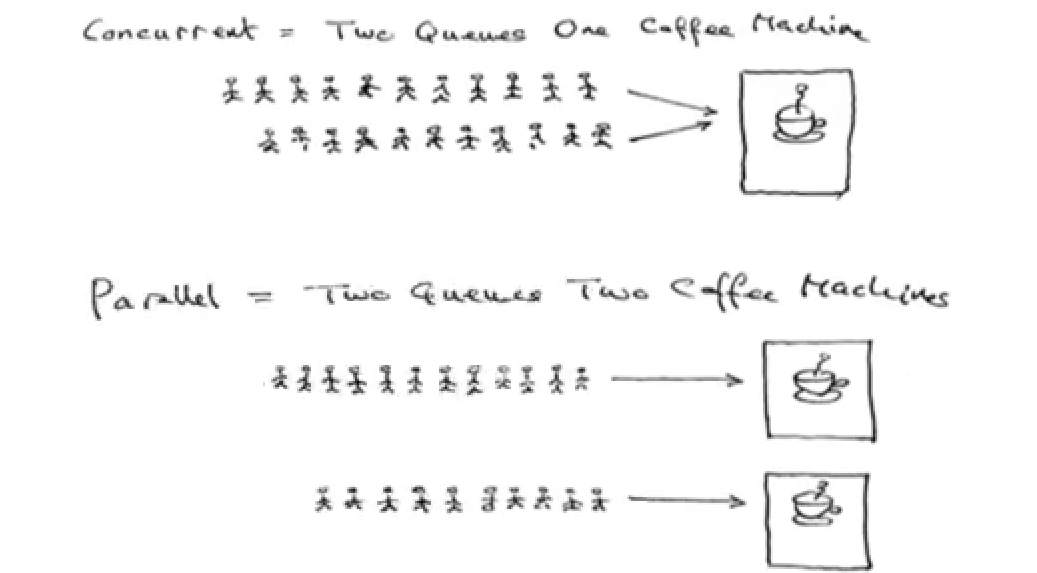 Concurrent = Two Queues One Coffee Machine
Parallel = Two Queues Two Coffee Machines